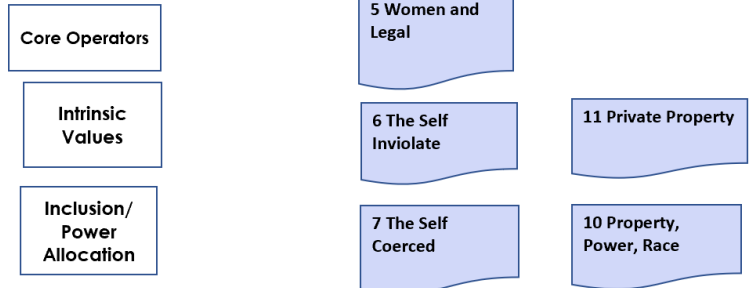 Core Operators
5 Women and
Legal
Intrinsic
Values
6 The Self
Inviolate
11 Private Property
Inclusion/
Power
Allocation
7 The Self
Coerced
10 Property,
Power, Race